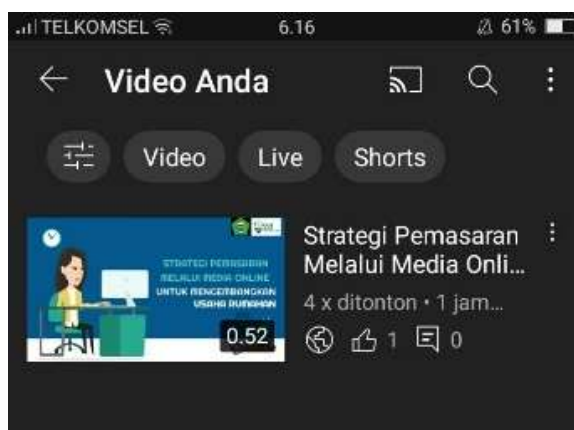 TELKOMSEL 6.16 61%
Video Anda
Video Live Shorts
STRATEGI PEMASARAN
MELALUI MEDIA ONLINE
UNTUK MENGEMBANGKAN
USAHA RUMAHAN
0.52
Strategi Pemasaran
Melalui Media Onli...
4 x ditonton • 1 jam...
1 0